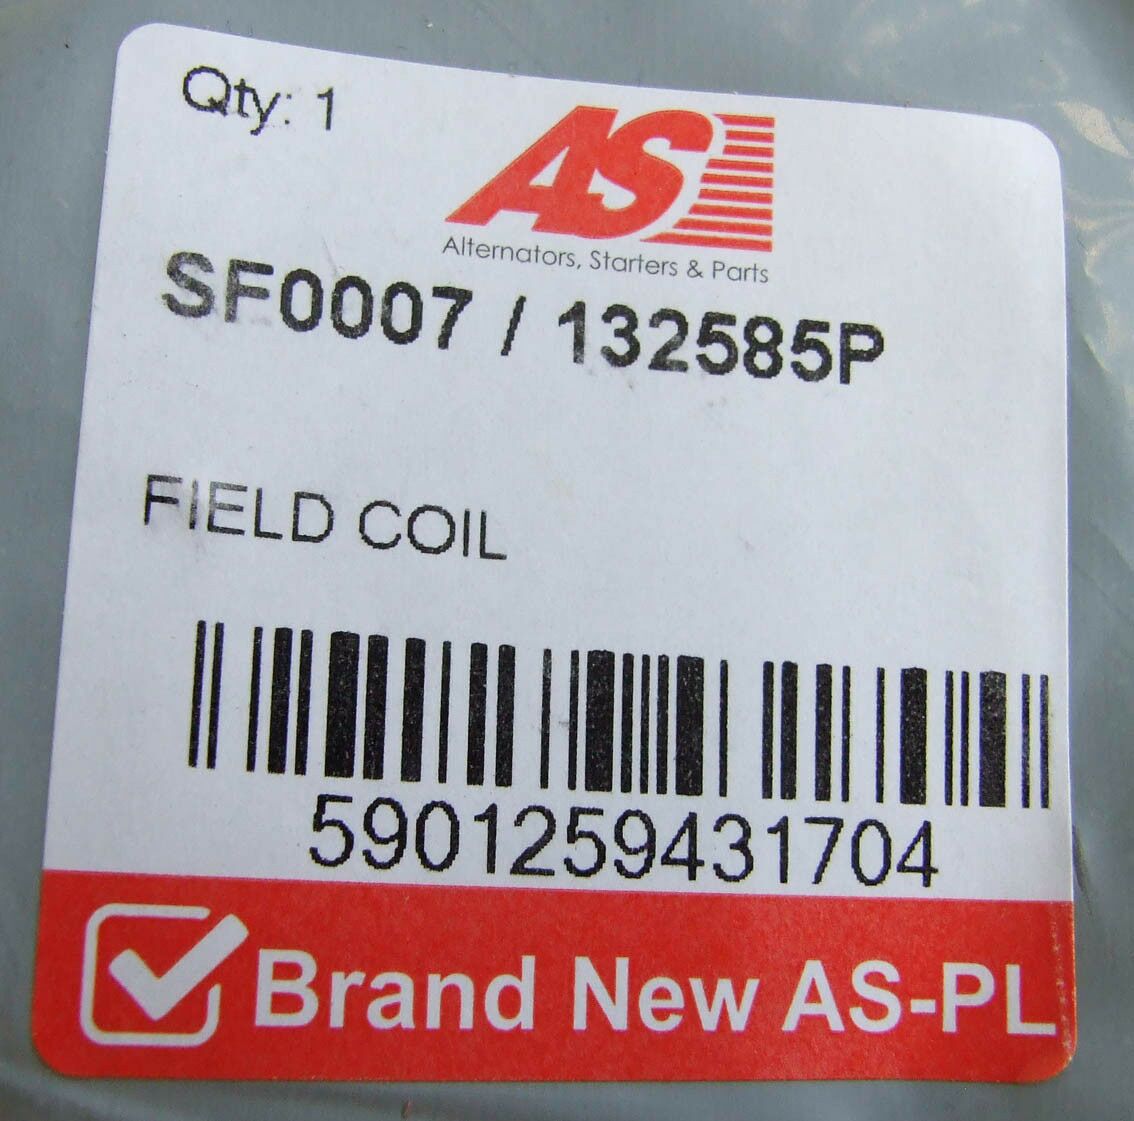 Qty: 1
AS
Alternators, Starters & Parts
SF0007 / 132585P
FIELD COIL
5901259431704
Brand New AS-PL